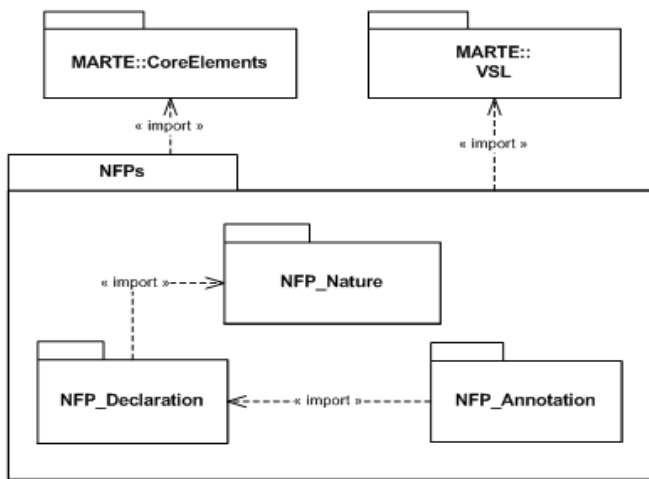 MARTE::CoreElements
MARTE::
VSL
« import »
« import »
NFPs
NFP_Nature
« import »
NFP_Declaration
« import »
NFP_Annotation